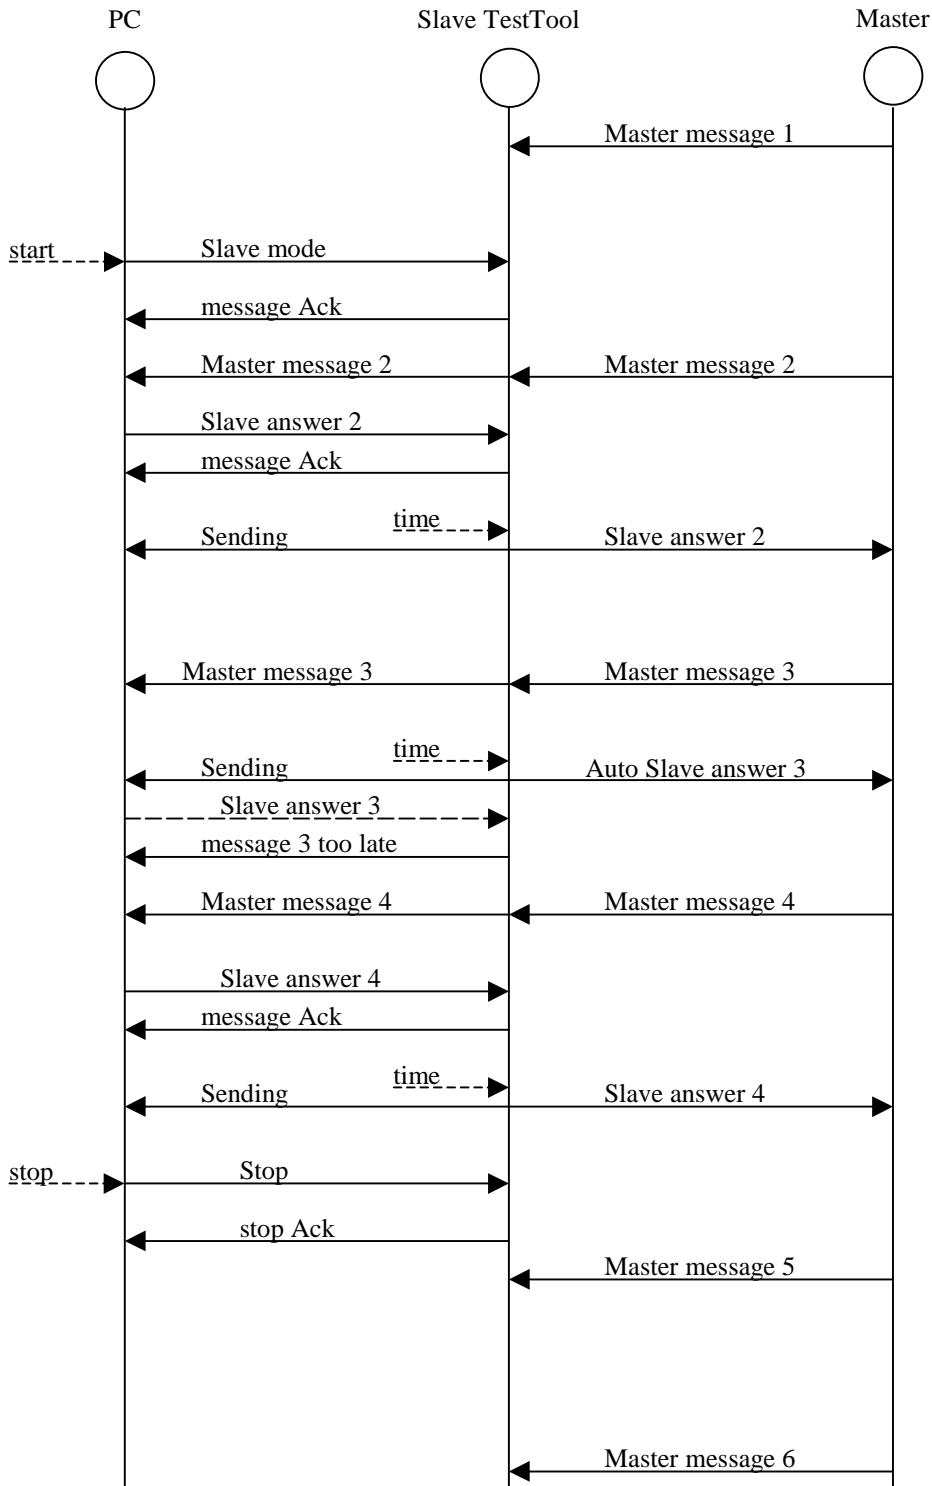 PC
Slave TestTool
Master
Master message 1
start
Slave mode
message Ack
Master message 2
Master message 2
Slave answer 2
message Ack
time
Sending
Slave answer 2
Master message 3
Master message 3
time
Sending
Auto Slave answer 3
Slave answer 3
message 3 too late
Master message 4
Master message 4
Slave answer 4
message Ack
time
Sending
Slave answer 4
stop
Stop
stop Ack
Master message 5
Master message 6